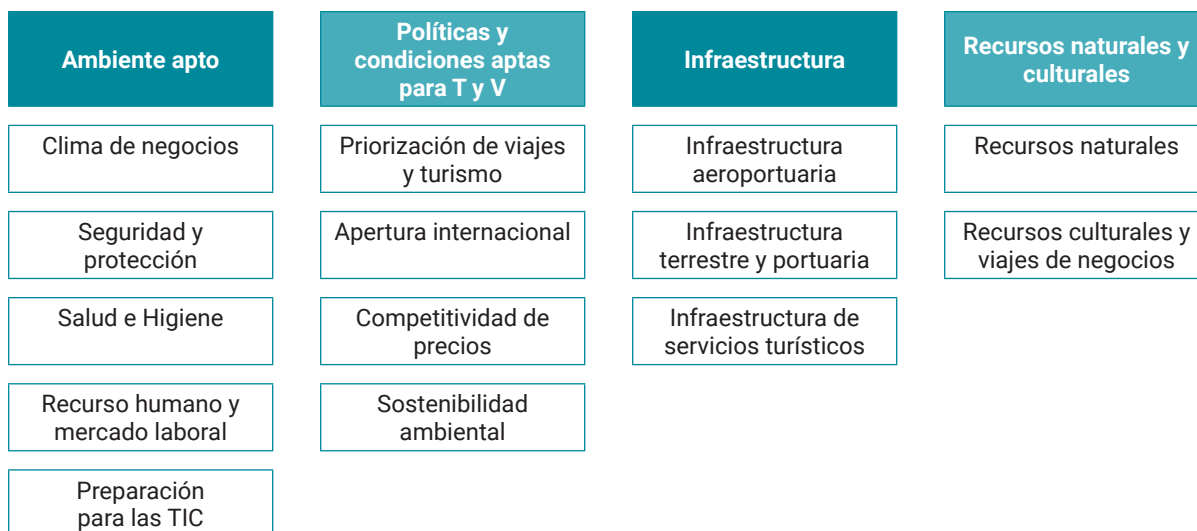 Ambiente apto
Clima de negocios
Seguridad y
protección
Salud e Higiene
Recurso humano y
mercado laboral
Preparación
para las TIC
Políticas y
condiciones aptas
para T y V
Priorización de viajes
y turismo
Apertura internacional
Competitividad de
precios
Sostenibilidad
ambiental
Infraestructura
Infraestructura
aeroportuaria
Infraestructura
terrestre y portuaria
Infraestructura de
servicios turísticos
Recursos naturales y
culturales
Recursos naturales
Recursos culturales y
viajes de negocios